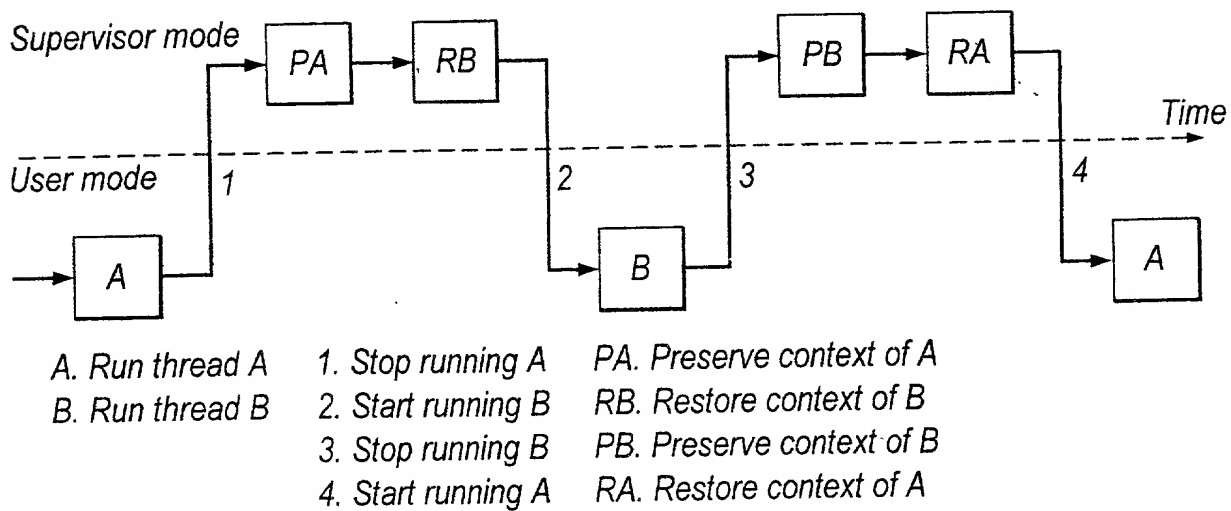 Supervisor mode
PA
RB
PB
RA
Time
User mode
1
2
3
4
A
B
A
A. Run thread A
B. Run thread B
1. Stop running A
2. Start running B
3. Stop running B
4. Start running A
PA. Preserve context of A
RB. Restore context of B
PB. Preserve context of B
RA. Restore context of A